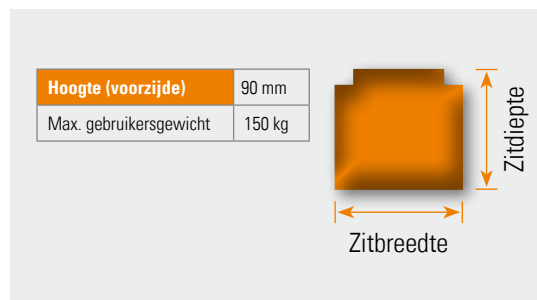 Hoogte (voorzijde) 90 mm
Max. gebruikersgewicht 150 kg
Zitdiepte
Zitbreedte